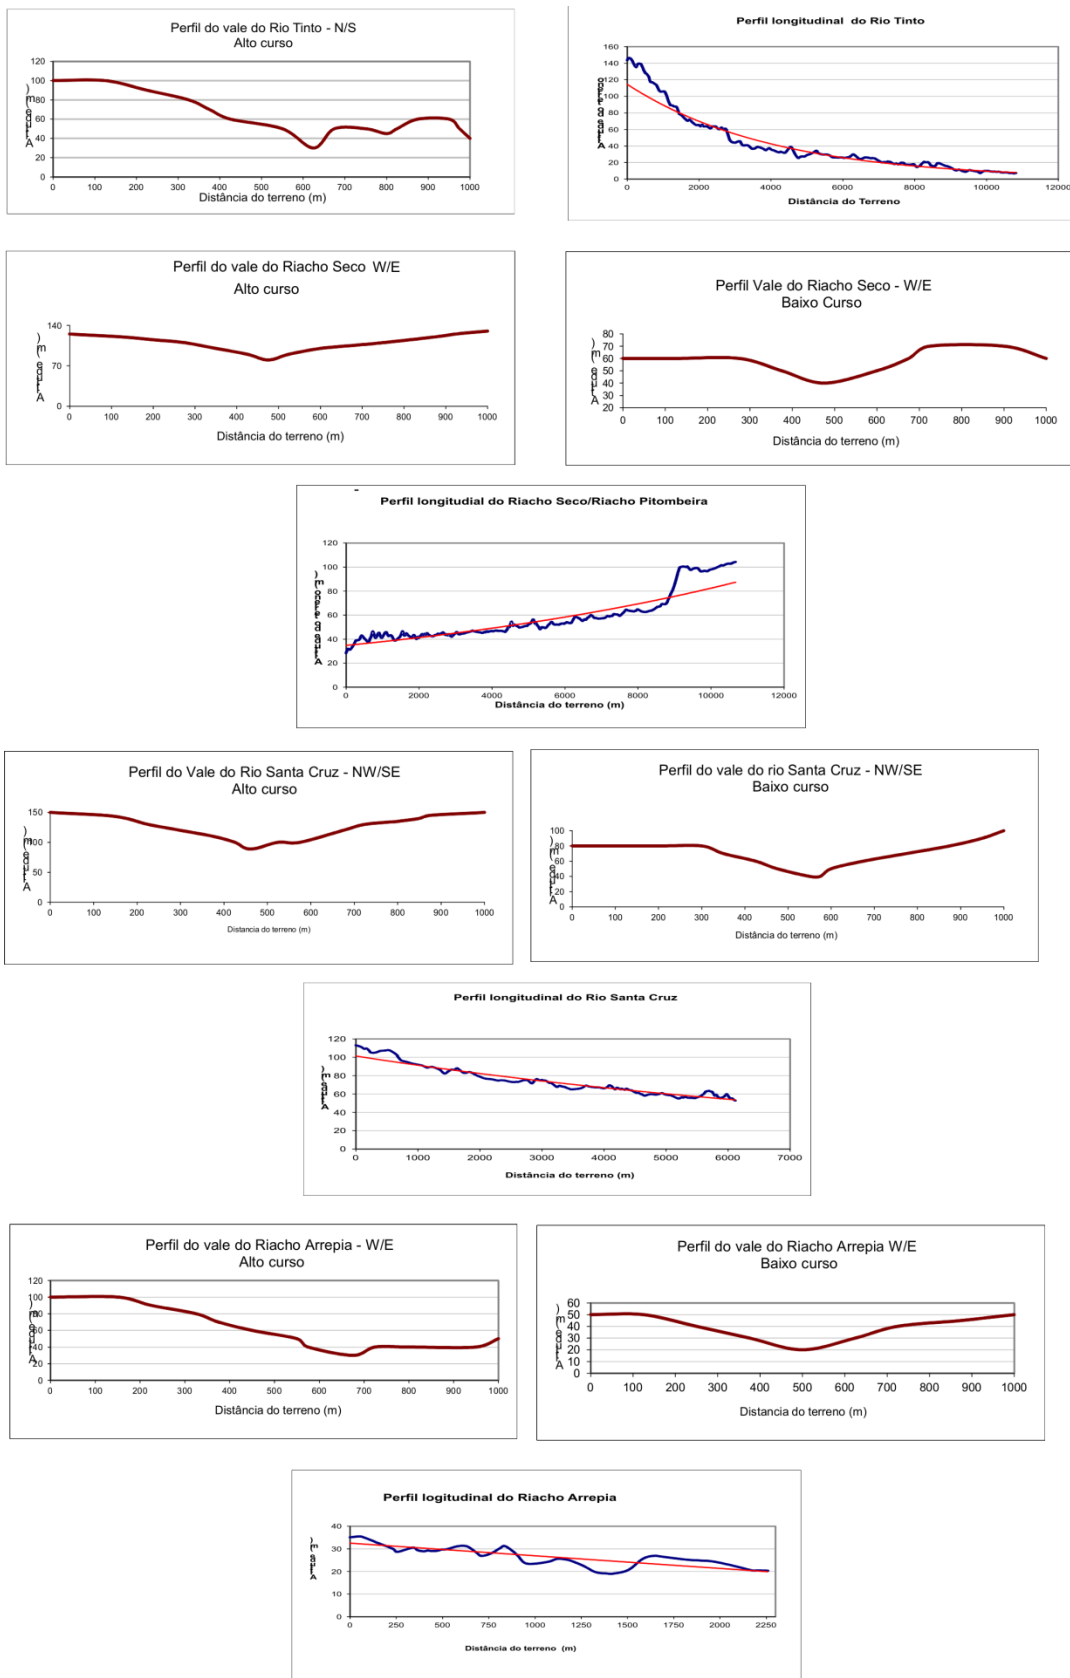 Perfil do vale do Rio Tinto - N/S
Alto curso
120
100
80
60
40
20
0
0 100 200 300 400 500 600 700 800 900 1000
Distância do terreno (m)
Perfil longitudinal do Rio Tinto
160
140
120
100
80
60
40
20
0
0 2000 4000 6000 8000 10000 12000
Distância do Terreno
Perfil do vale do Riacho Seco W/E
Alto curso
140
70
0
0 100 200 300 400 500 600 700 800 900 1000
Distância do terreno (m)
Perfil Vale do Riacho Seco - W/E
Baixo Curso
80
70
60
50
40
30
20
0 100 200 300 400 500 600 700 800 900 1000
Distância do terreno (m)
Perfil longitudial do Riacho Seco/Riacho Pitombeira
120
100
80
60
40
20
0
0 2000 4000 6000 8000 10000 12000
Distância do terreno (m)
Perfil do Vale do Rio Santa Cruz - NW/SE
Alto curso
150
100
50
0
0 100 200 300 400 500 600 700 800 900 1000
Distancia do terreno (m)
Perfil do vale do rio Santa Cruz - NW/SE
Baixo curso
100
80
60
40
20
0
0 100 200 300 400 500 600 700 800 900 1000
Distância do terreno (m)
Perfil longitudinal do Rio Santa Cruz
120
100
80
60
40
20
0
0 1000 2000 3000 4000 5000 6000 7000
Distância do terreno (m)
Perfil do vale do Riacho Arrepia - W/E
Alto curso
120
100
80
60
40
20
0
0 100 200 300 400 500 600 700 800 900 1000
Distância do terreno (m)
Perfil do vale do Riacho Arrepia W/E
Baixo curso
60
50
40
30
20
10
0
0 100 200 300 400 500 600 700 800 900 1000
Distancia do terreno (m)
Perfil logitudinal do Riacho Arrepia
40
30
20
10
0
0 250 500 750 1000 1250 1500 1750 2000 2250
Distância do terreno (m)